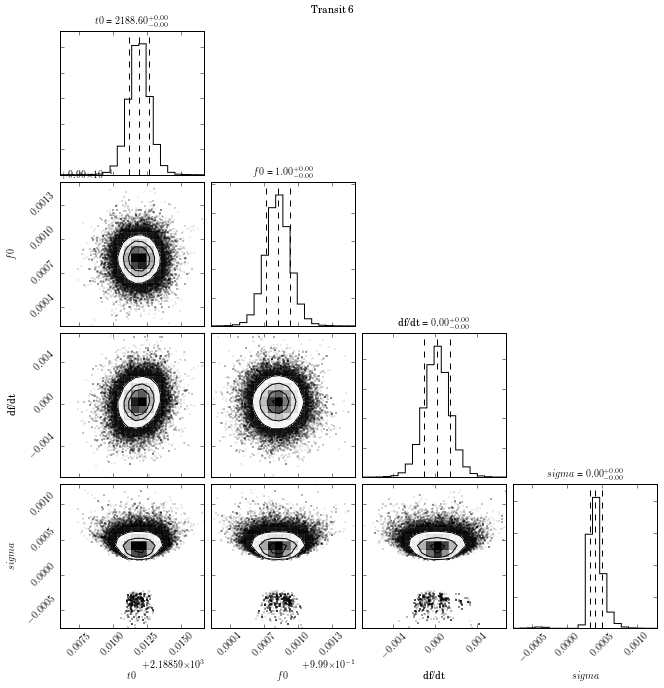 Transit 6
t0 = 2188.60+0.00−0.00
f0 = 1.00+0.00−0.00
0.0013
0.0010
0.0007
0.0004
f0
df/dt = 0.00+0.00−0.00
0.001
0.000
−0.001
df/dt
sigma = 0.00+0.00−0.00
0.0010
0.0005
0.0000
−0.0005
sigma
0.0075 0.0100 0.0125 0.0150
0.0004 0.0007 0.0010 0.0013
−0.001 0.000 0.001
−0.0005 0.0000 0.0005 0.0010
+2.18859×10³ +9.99×10⁻¹
t0 f0 df/dt sigma